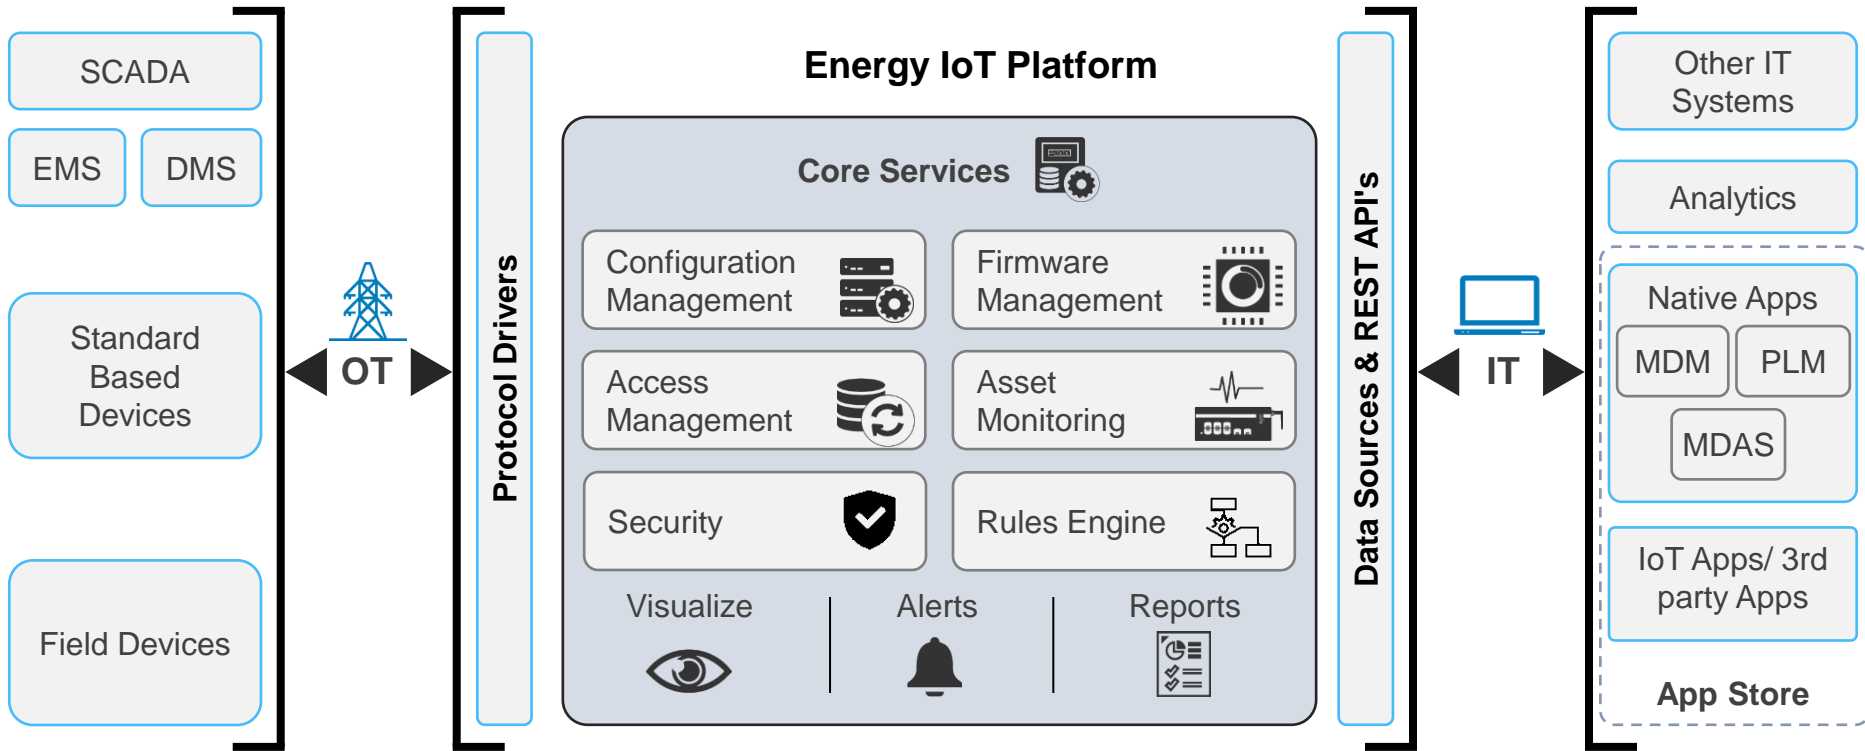 SCADA
EMS
DMS
Standard
Based
Devices
Field Devices
OT
Protocol Drivers
Energy IoT Platform
Core Services
Configuration
Management
Firmware
Management
Access
Management
Asset
Monitoring
Security
Rules Engine
Visualize
Alerts
Reports
Data Sources & REST API's
IT
Other IT
Systems
Analytics
Native Apps
MDM
PLM
MDAS
IoT Apps/ 3rd
party Apps
App Store